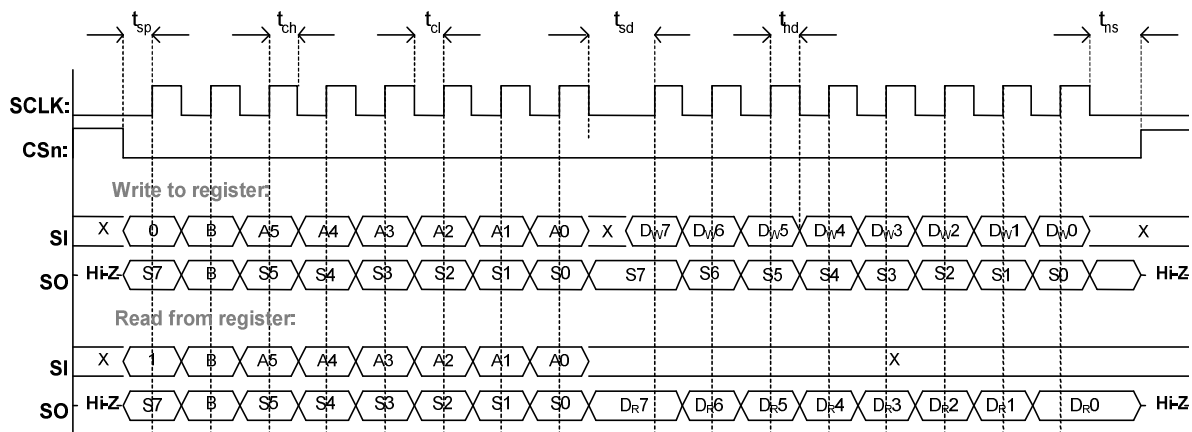 tsp tch tcl tsd thd tns
SCLK:
CSn:
Write to register:
SI X 0 B A5 A4 A3 A2 A1 A0 X DW7 DW6 DW5 DW4 DW3 DW2 DW1 DW0 X
SO Hi-Z S7 B S5 S4 S3 S2 S1 S0 S7 S6 S5 S4 S3 S2 S1 S0 Hi-Z
Read from register:
SI X 1 B A5 A4 A3 A2 A1 A0 X
SO Hi-Z S7 B S5 S4 S3 S2 S1 S0 DR7 DR6 DR5 DR4 DR3 DR2 DR1 DR0 Hi-Z